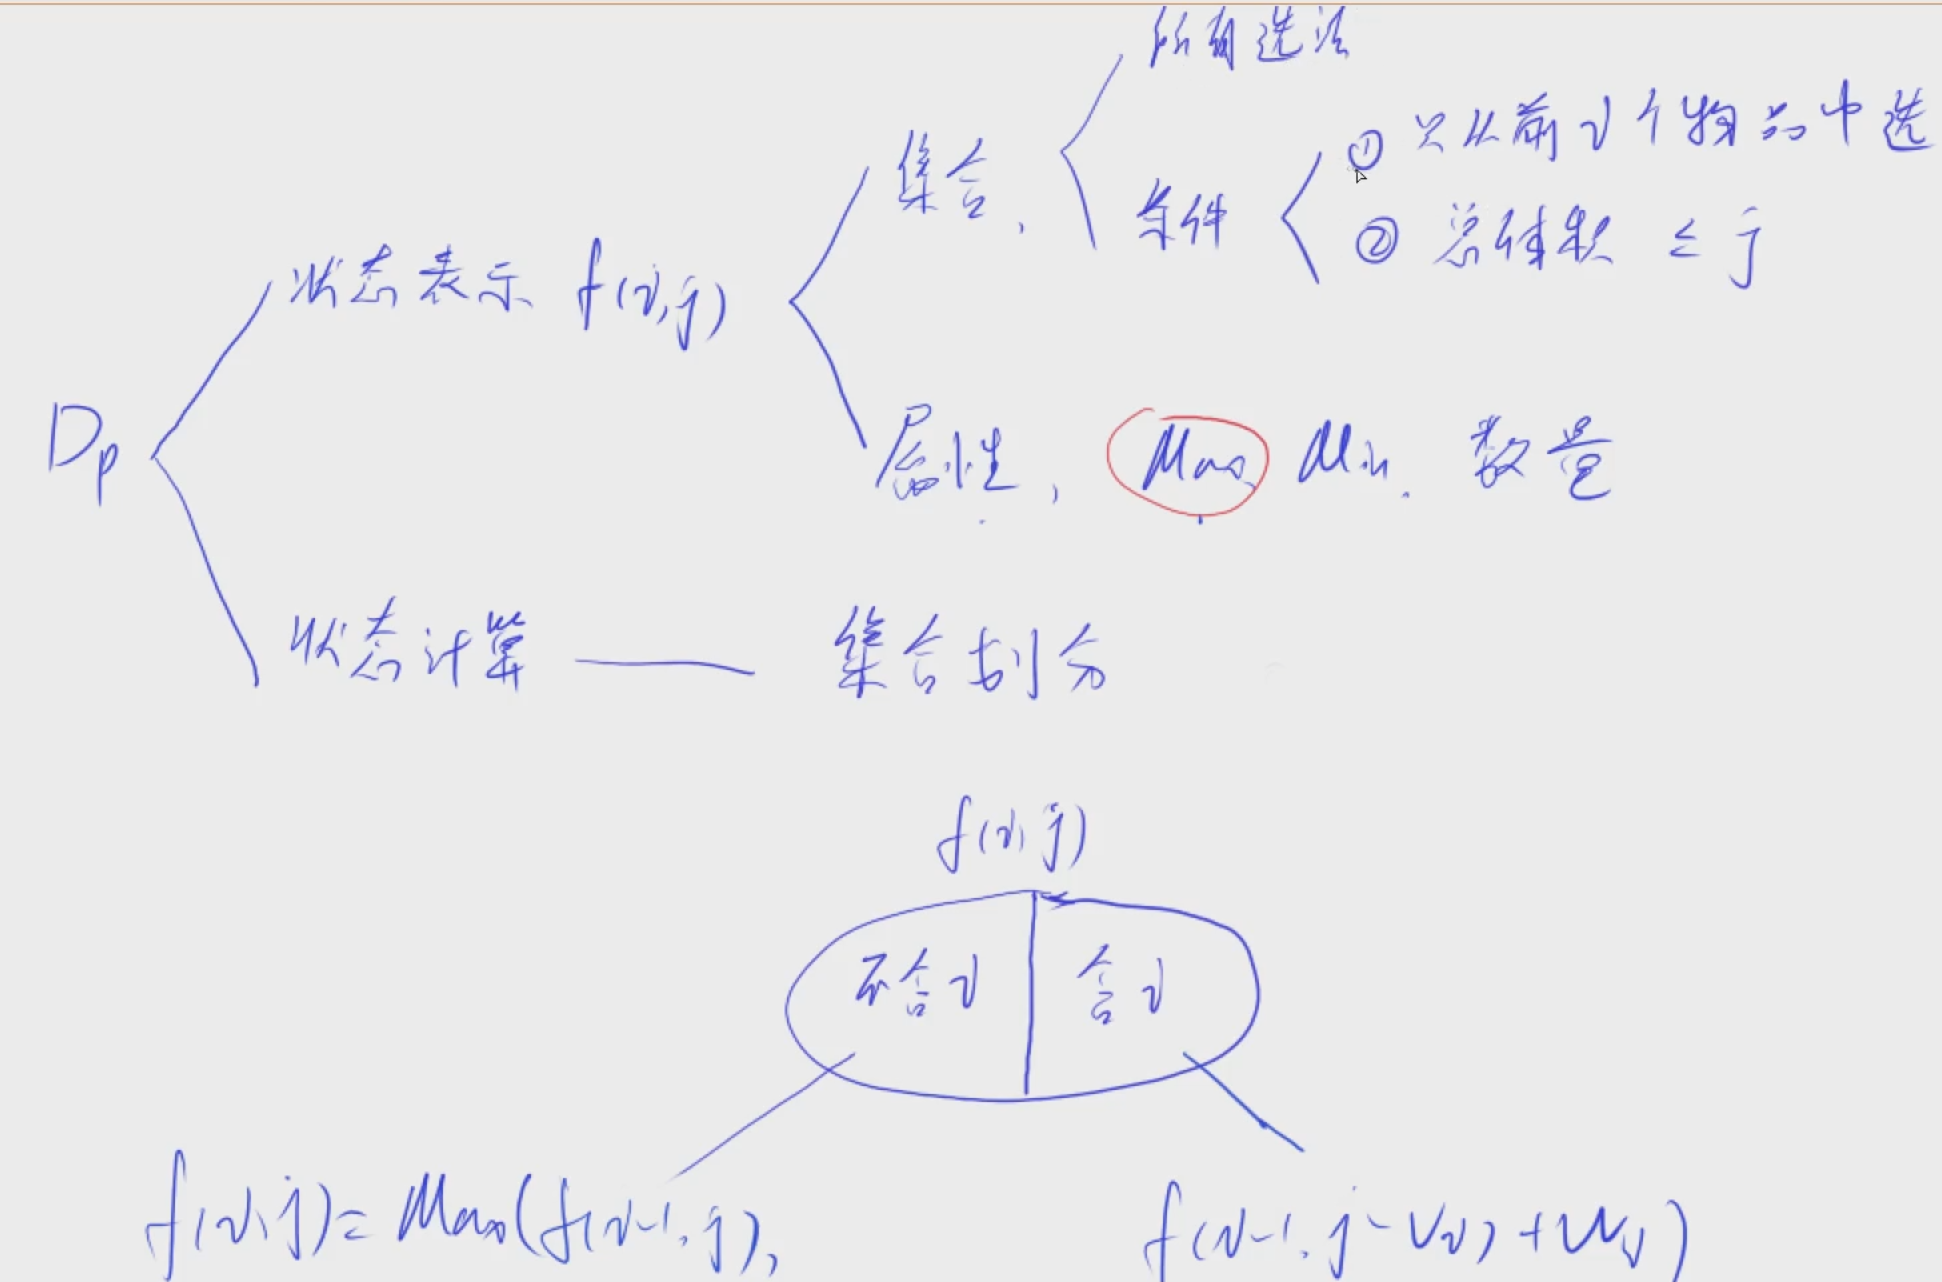 所有选法
集合, 条件 ① 只从前i个物品中选
② 总体积 ≤ j
状态表示 f(i,j)
Dp
属性, Max Min. 数量
状态计算 —— 集合划分
f(i,j)
不含i 含i
f(i,j)= Max(f(i-1,j), f(i-1, j-Vi)+Wi)